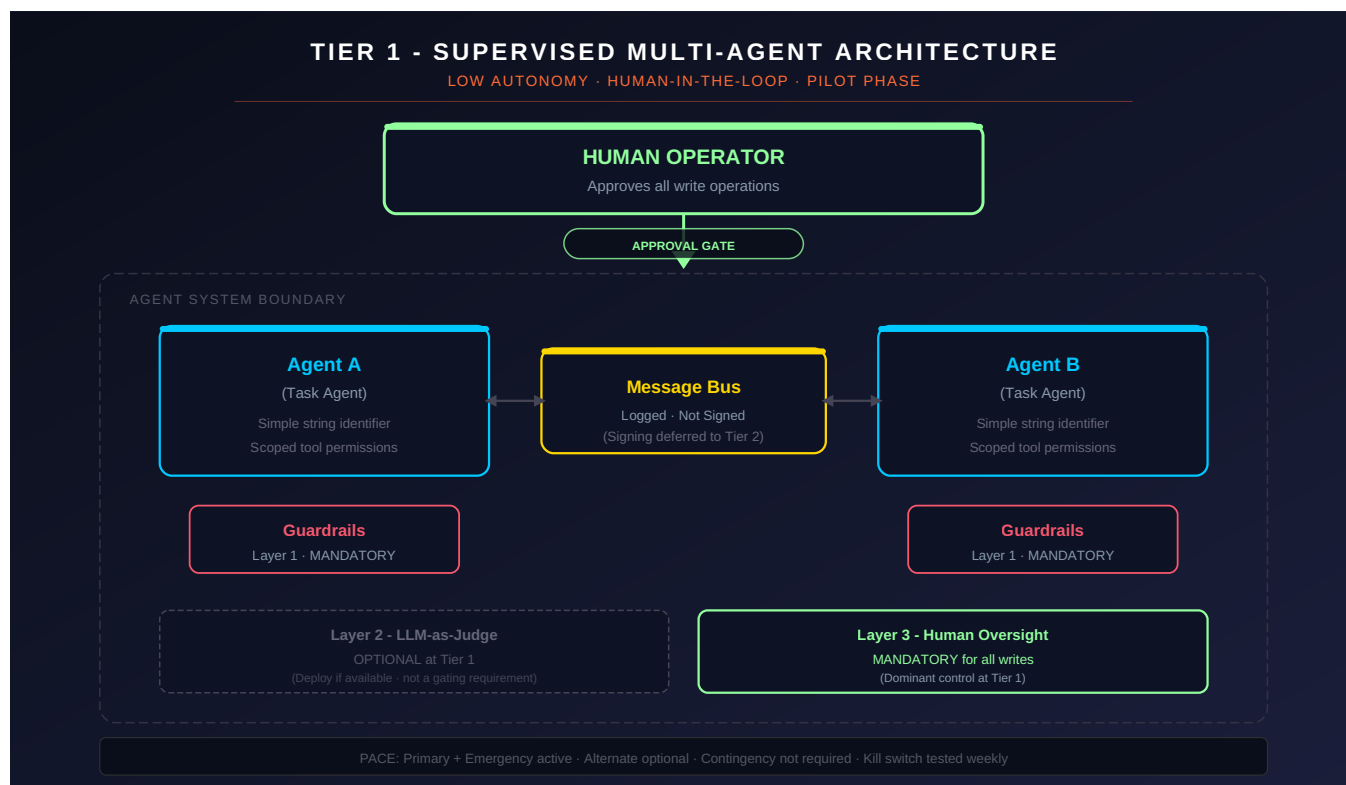 TIER 1 - SUPERVISED MULTI-AGENT ARCHITECTURE
LOW AUTONOMY · HUMAN-IN-THE-LOOP · PILOT PHASE
HUMAN OPERATOR
Approves all write operations
APPROVAL GATE
AGENT SYSTEM BOUNDARY
Agent A
(Task Agent)
Simple string identifier
Scoped tool permissions
Message Bus
Logged · Not Signed
(Signing deferred to Tier 2)
Agent B
(Task Agent)
Simple string identifier
Scoped tool permissions
Guardrails
Layer 1 · MANDATORY
Guardrails
Layer 1 · MANDATORY
Layer 2 - LLM-as-Judge
OPTIONAL at Tier 1
(Deploy if available · not a gating requirement)
Layer 3 - Human Oversight
MANDATORY for all writes
(Dominant control at Tier 1)
PACE: Primary + Emergency active · Alternate optional · Contingency not required · Kill switch tested weekly